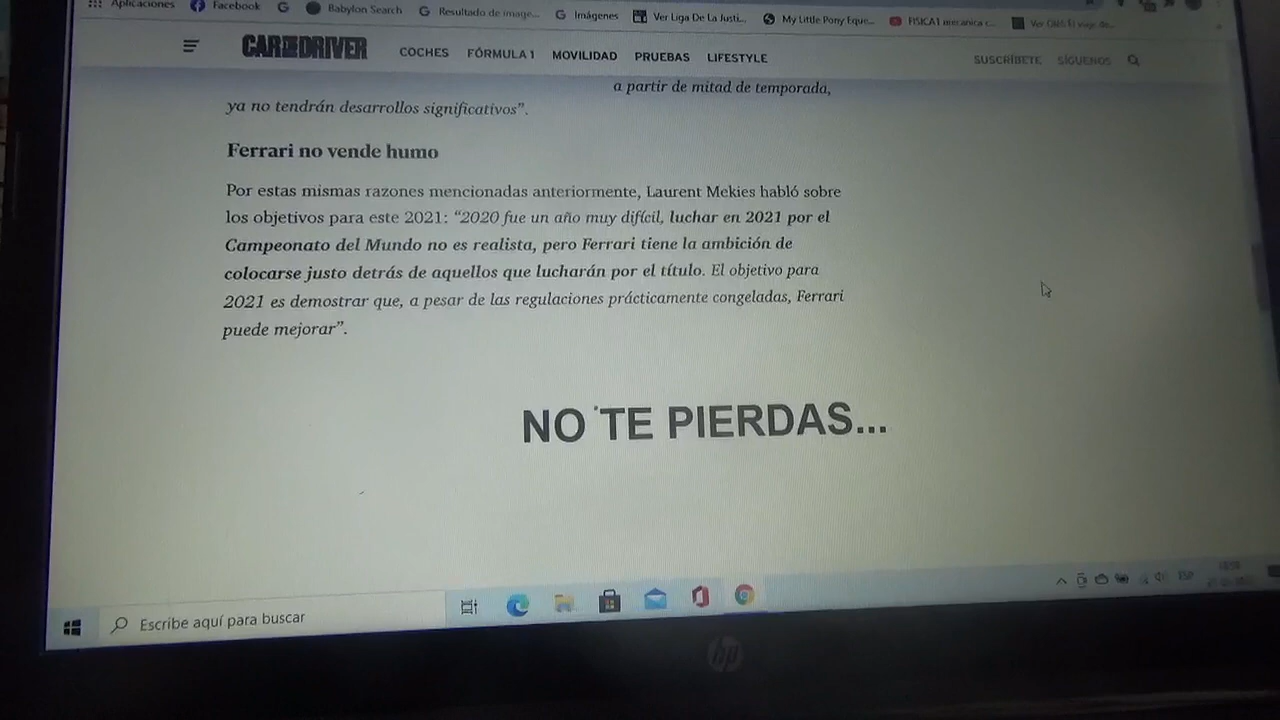 Aplicaciones Facebook Babylon Search Resultado de image... Imágenes Ver Liga De La Justi... My Little Pony Eque... FISICA1 mecanica c...
CAR AND DRIVER COCHES FÓRMULA 1 MOVILIDAD PRUEBAS LIFESTYLE SUSCRÍBETE SÍGUENOS
a partir de mitad de temporada,
ya no tendrán desarrollos significativos”.
Ferrari no vende humo
Por estas mismas razones mencionadas anteriormente, Laurent Mekies habló sobre
los objetivos para este 2021: “2020 fue un año muy difícil, luchar en 2021 por el
Campeonato del Mundo no es realista, pero Ferrari tiene la ambición de
colocarse justo detrás de aquellos que lucharán por el título. El objetivo para
2021 es demostrar que, a pesar de las regulaciones prácticamente congeladas, Ferrari
puede mejorar”.
NO TE PIERDAS...
Escribe aquí para buscar ESP
hp